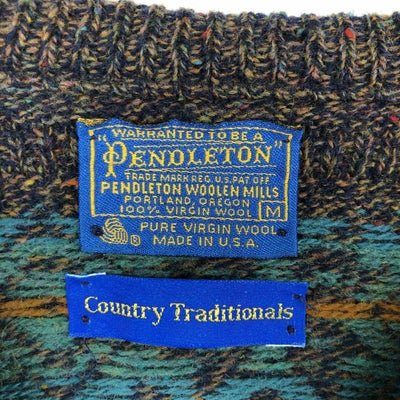 WARRANTED TO BE A
"PENDLETON"
TRADE MARK REG. U.S. PAT. OFF.
PENDLETON WOOLEN MILLS
PORTLAND, OREGON
100% VIRGIN WOOL M
® PURE VIRGIN WOOL
MADE IN U.S.A.
Country Traditionals